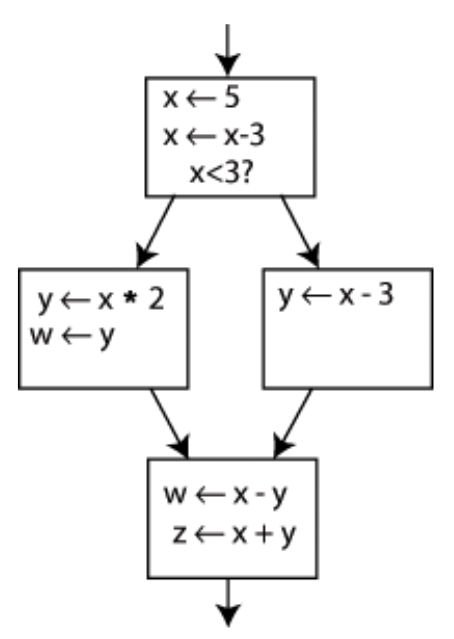 x ← 5
x ← x-3
x<3?
y ← x * 2
w ← y
y ← x - 3
w ← x - y
z ← x + y